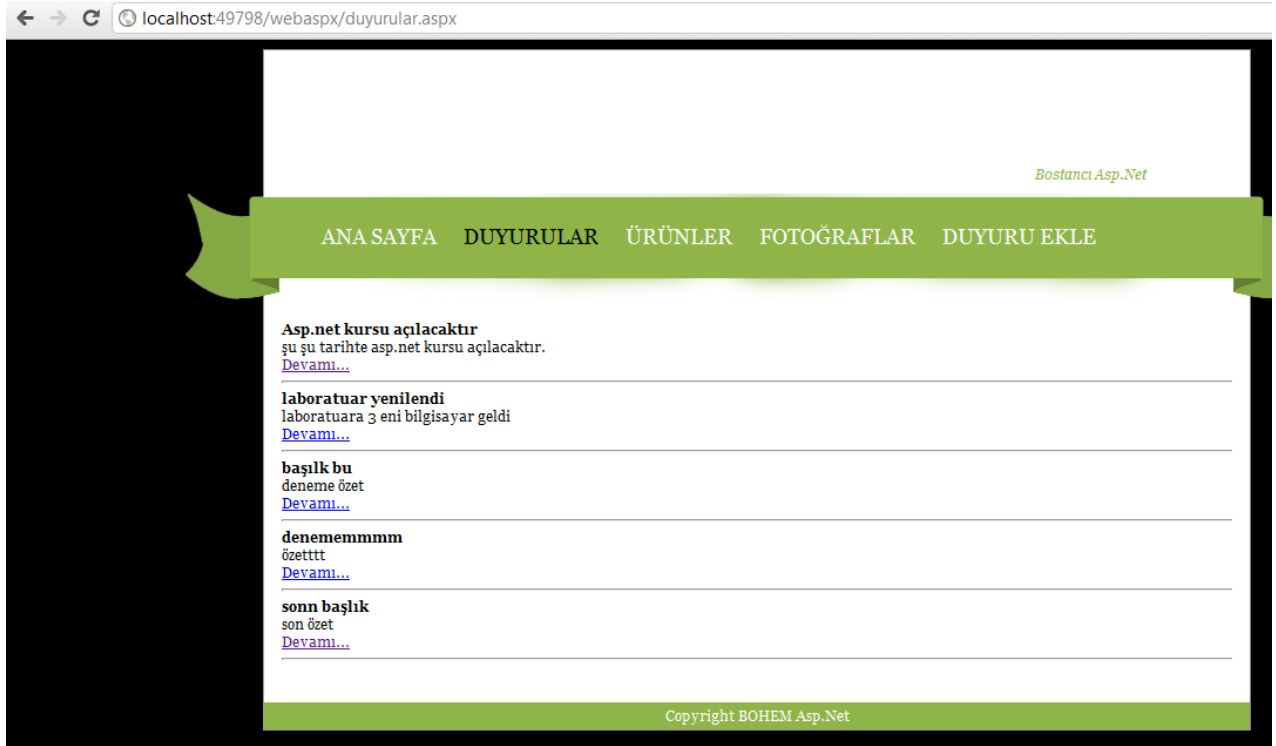 localhost:49798/webaspx/duyurular.aspx
Bostancı Asp.Net
ANA SAYFA DUYURULAR ÜRÜNLER FOTOĞRAFLAR DUYURU EKLE
Asp.net kursu açılacaktır
şu şu tarihte asp.net kursu açılacaktır.
Devamı...
laboratuar yenilendi
laboratuara 3 eni bilgisayar geldi
Devamı...
başılk bu
deneme özet
Devamı...
denememmmm
özetttt
Devamı...
sonn başlık
son özet
Devamı...
Copyright BOHEM Asp.Net